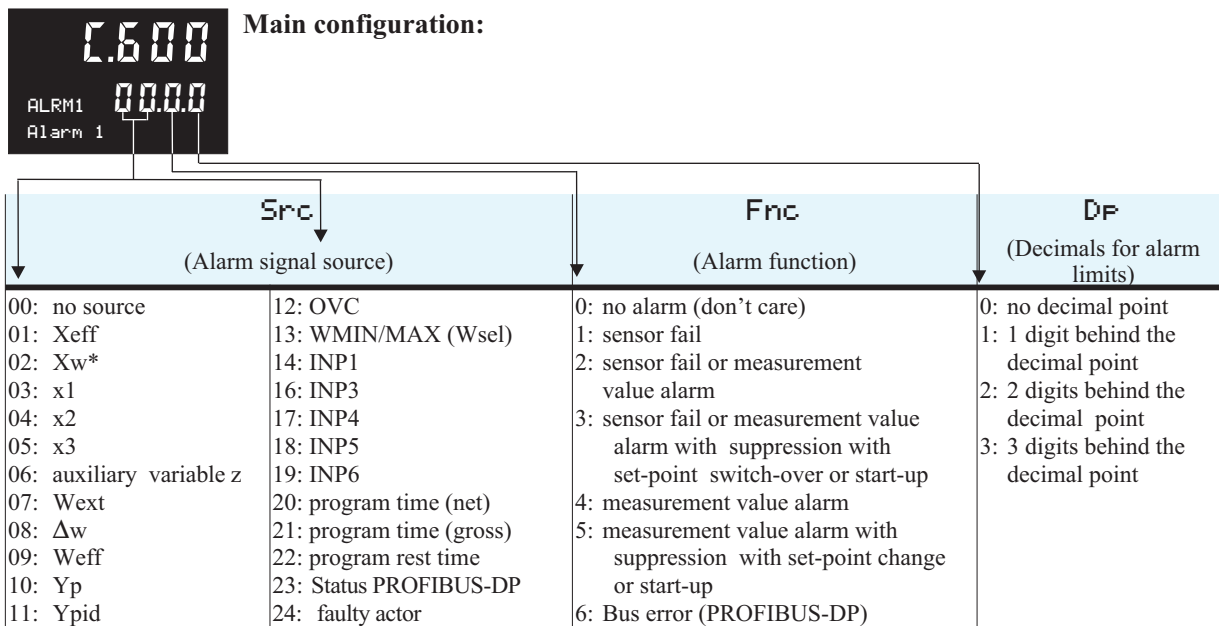 Main configuration:
C.600
ALRM1 00.0.0
Alarm 1
Src
(Alarm signal source)
00: no source
01: Xeff
02: Xw*
03: x1
04: x2
05: x3
06: auxiliary variable z
07: Wext
08: Δw
09: Weff
10: Yp
11: Ypid
12: OVC
13: WMIN/MAX (Wsel)
14: INP1
16: INP3
17: INP4
18: INP5
19: INP6
20: program time (net)
21: program time (gross)
22: program rest time
23: Status PROFIBUS-DP
24: faulty actor
Fnc
(Alarm function)
0: no alarm (don’t care)
1: sensor fail
2: sensor fail or measurement
value alarm
3: sensor fail or measurement value
alarm with suppression with
set-point switch-over or start-up
4: measurement value alarm
5: measurement value alarm with
suppression with set-point change
or start-up
6: Bus error (PROFIBUS-DP)
DP
(Decimals for alarm
limits)
0: no decimal point
1: 1 digit behind the
decimal point
2: 2 digits behind the
decimal point
3: 3 digits behind the
decimal point